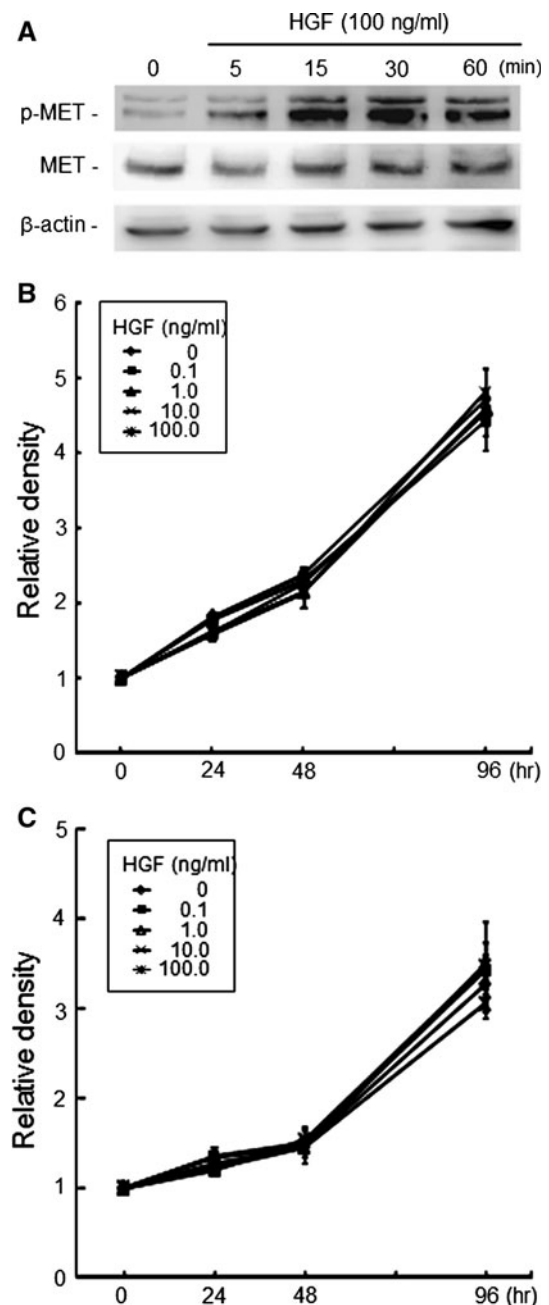 A
HGF (100 ng/ml)
0 5 15 30 60 (min)
p-MET -
MET -
β-actin -
B
6
5
4
3
2
1
0
Relative density
HGF (ng/ml)
0
0.1
1.0
10.0
100.0
0 24 48 96 (hr)
C
5
4
3
2
1
0
Relative density
HGF (ng/ml)
0
0.1
1.0
10.0
100.0
0 24 48 96 (hr)